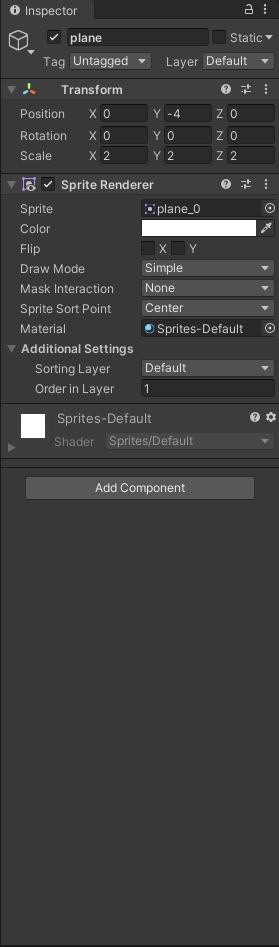 Inspector
plane Static
Tag Untagged Layer Default
Transform
Position X 0 Y -4 Z 0
Rotation X 0 Y 0 Z 0
Scale X 2 Y 2 Z 2
Sprite Renderer
Sprite plane_0
Color
Flip X Y
Draw Mode Simple
Mask Interaction None
Sprite Sort Point Center
Material Sprites-Default
Additional Settings
Sorting Layer Default
Order in Layer 1
Sprites-Default
Shader Sprites/Default
Add Component